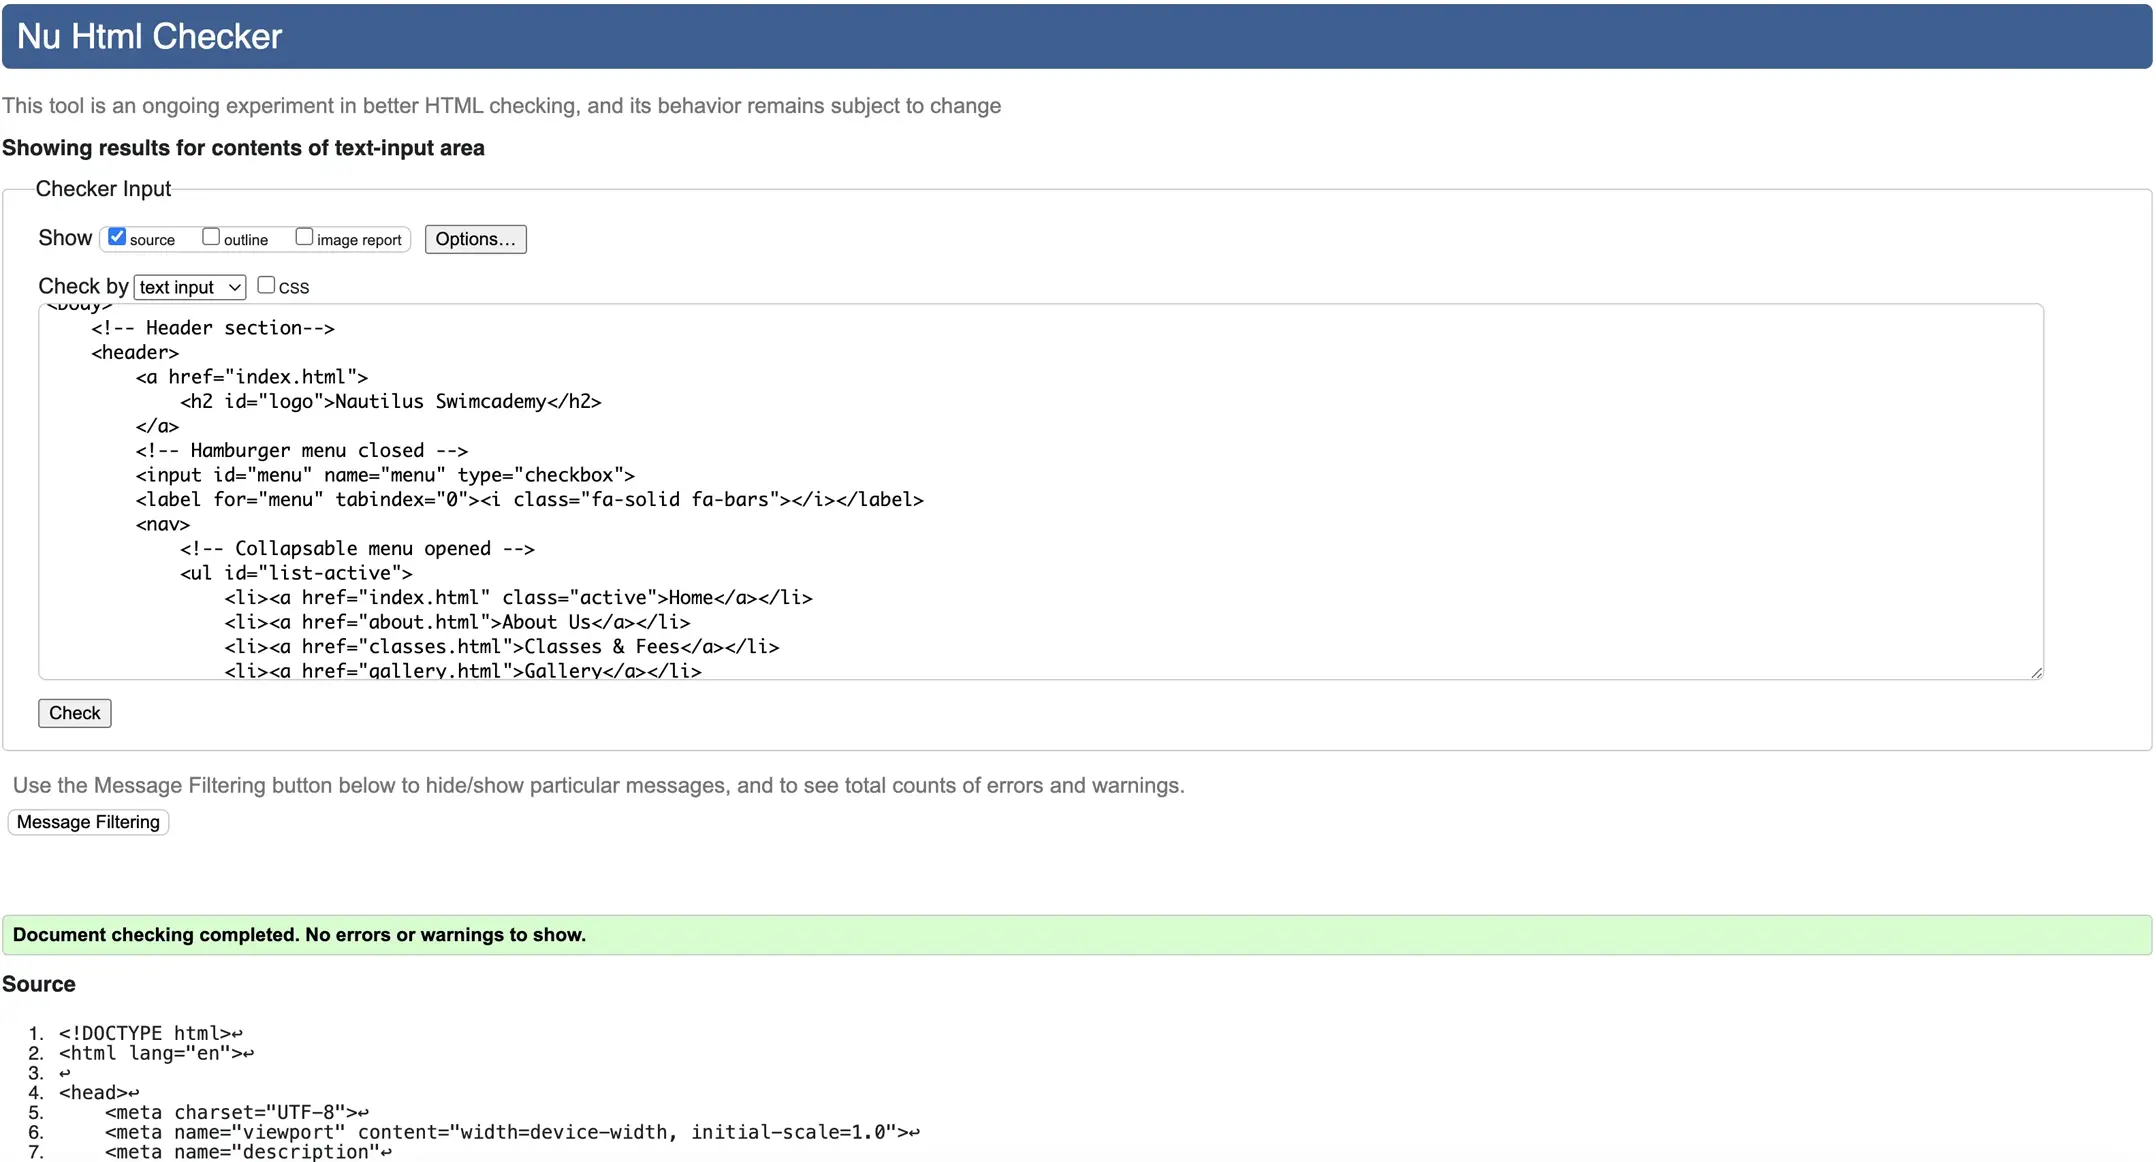 Nu Html Checker
This tool is an ongoing experiment in better HTML checking, and its behavior remains subject to change
Showing results for contents of text-input area
Checker Input
Show source outline image report Options...
Check by text input CSS
<body>
<!-- Header section-->
<header>
<a href="index.html">
<h2 id="logo">Nautilus Swimcademy</h2>
</a>
<!-- Hamburger menu closed -->
<input id="menu" name="menu" type="checkbox">
<label for="menu" tabindex="0"><i class="fa-solid fa-bars"></i></label>
<nav>
<!-- Collapsable menu opened -->
<ul id="list-active">
<li><a href="index.html" class="active">Home</a></li>
<li><a href="about.html">About Us</a></li>
<li><a href="classes.html">Classes & Fees</a></li>
<li><a href="gallery.html">Gallery</a></li>
Check
Use the Message Filtering button below to hide/show particular messages, and to see total counts of errors and warnings.
Message Filtering
Document checking completed. No errors or warnings to show.
Source
1. <!DOCTYPE html>↩
2. <html lang="en">↩
3. ↩
4. <head>↩
5. <meta charset="UTF-8">↩
6. <meta name="viewport" content="width=device-width, initial-scale=1.0">↩
7. <meta name="description"↩